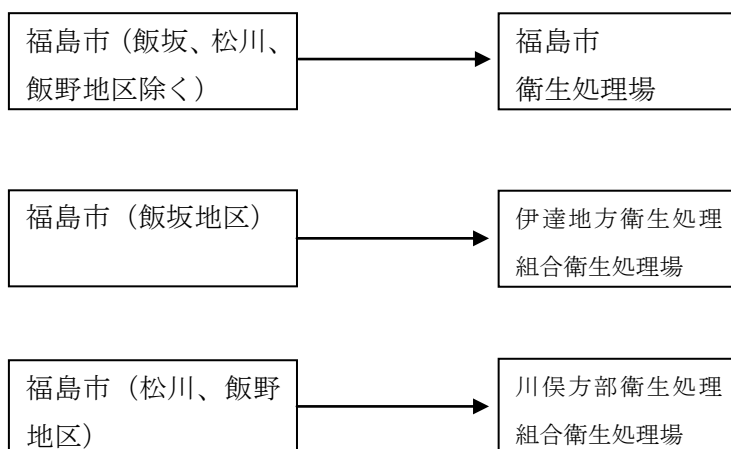 福島市（飯坂、松川、
飯野地区除く）
福島市
衛生処理場
福島市（飯坂地区）
伊達地方衛生処理
組合衛生処理場
福島市（松川、飯野
地区）
川俣方部衛生処理
組合衛生処理場